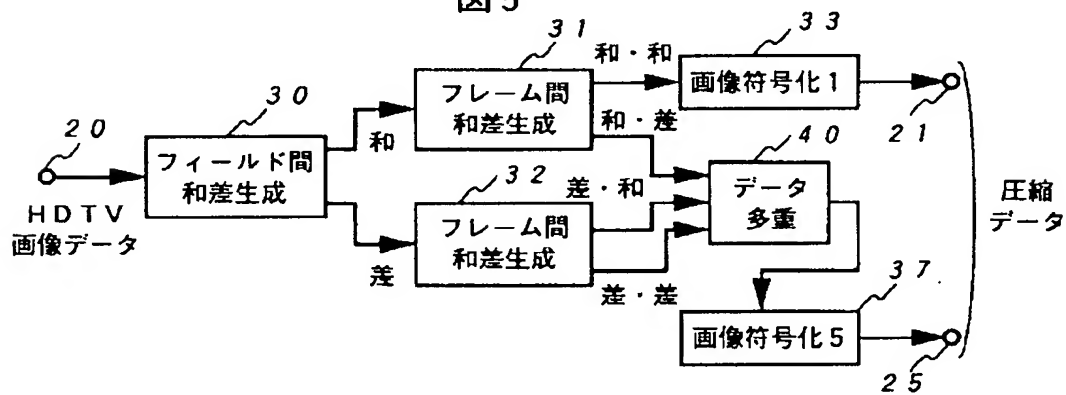 図5
31
33
和・和
フレーム間
和差生成
画像符号化1
30
和・差
21
20
和
40
フィールド間
和差生成
32
差・和
データ
多重
圧縮
データ
HDTV
画像データ
フレーム間
和差生成
37
差
差・差
画像符号化5
25